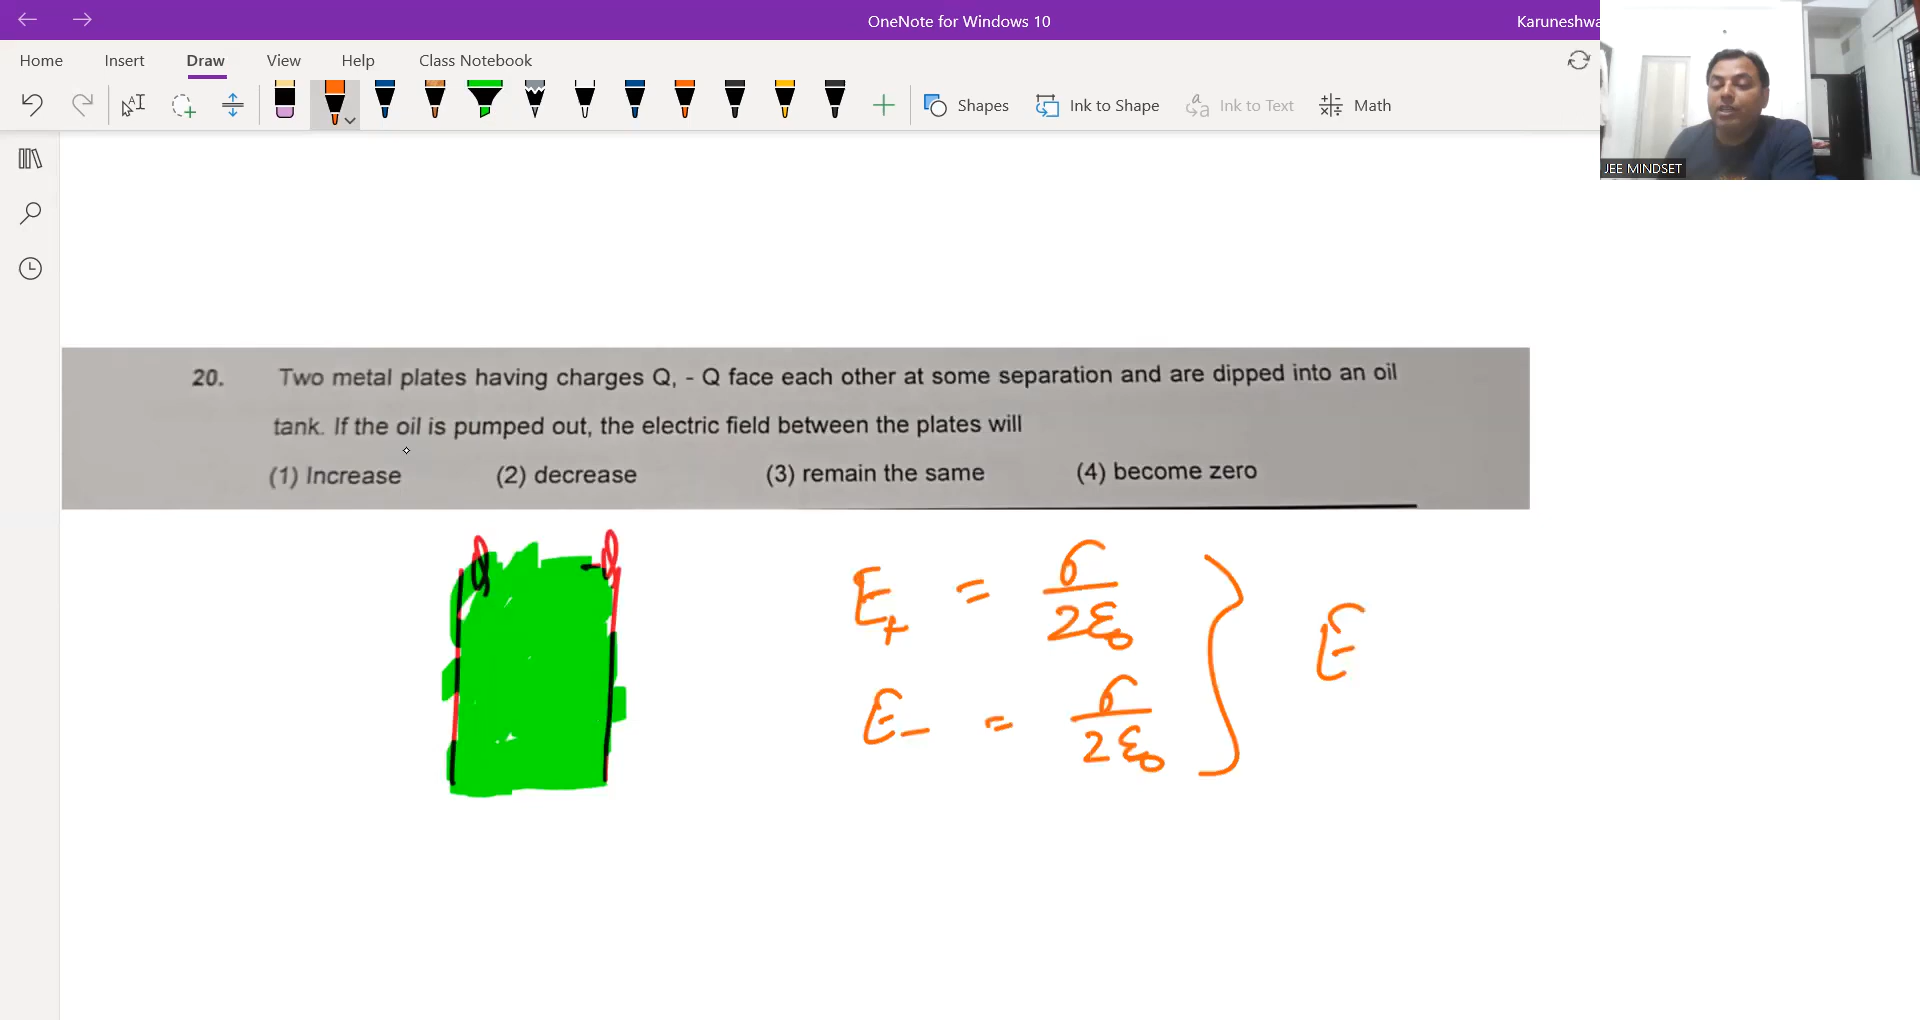 OneNote for Windows 10
Karuneshwa
Home Insert Draw View Help Class Notebook
Shapes Ink to Shape Ink to Text Math
JEE MINDSET
20. Two metal plates having charges Q, - Q face each other at some separation and are dipped into an oil
tank. If the oil is pumped out, the electric field between the plates will
(1) Increase (2) decrease (3) remain the same (4) become zero
Q -Q
E+ = σ/2ε0
E- = σ/2ε0
E